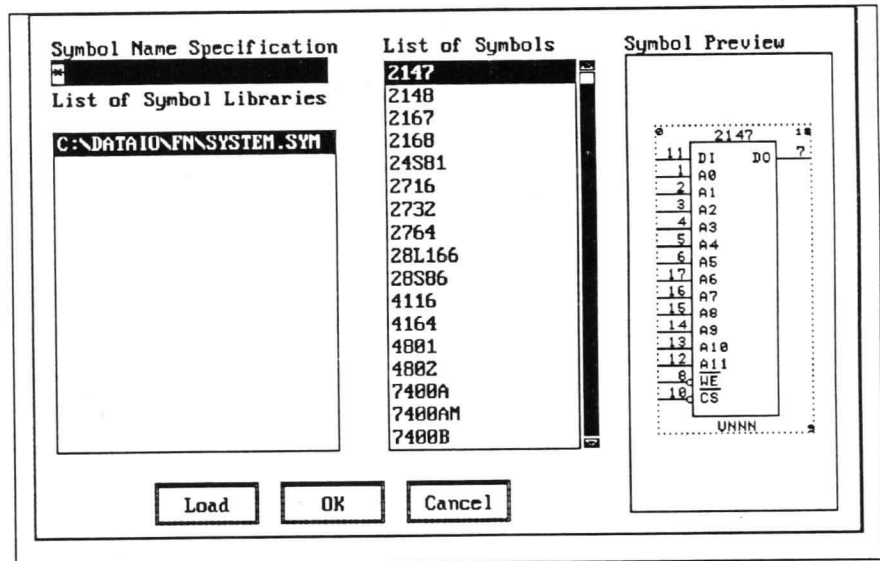 Symbol Name Specification
*
List of Symbol Libraries
C:\DATAIO\FN\SYSTEM.SYM
List of Symbols
2147
2148
2167
2168
24S81
2716
2732
2764
28L166
28S86
4116
4164
4801
4802
7400A
7400AM
7400B
Symbol Preview
2147
11 DI DO 7
1 A0
2 A1
3 A2
4 A3
5 A4
6 A5
17 A6
16 A7
15 A8
14 A9
13 A10
12 A11
8 WE
10 CS
UNNN
Load OK Cancel